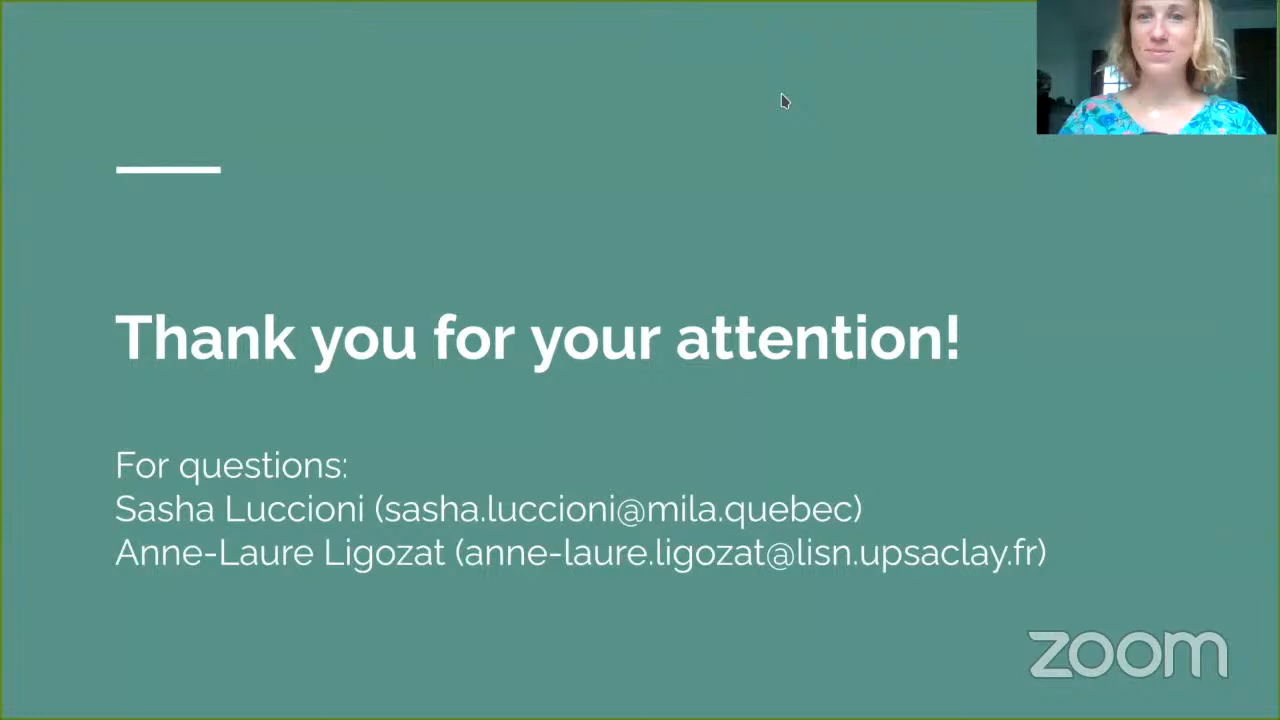 Thank you for your attention!
For questions:
Sasha Luccioni (sasha.luccioni@mila.quebec)
Anne-Laure Ligozat (anne-laure.ligozat@lisn.upsaclay.fr)
zoom